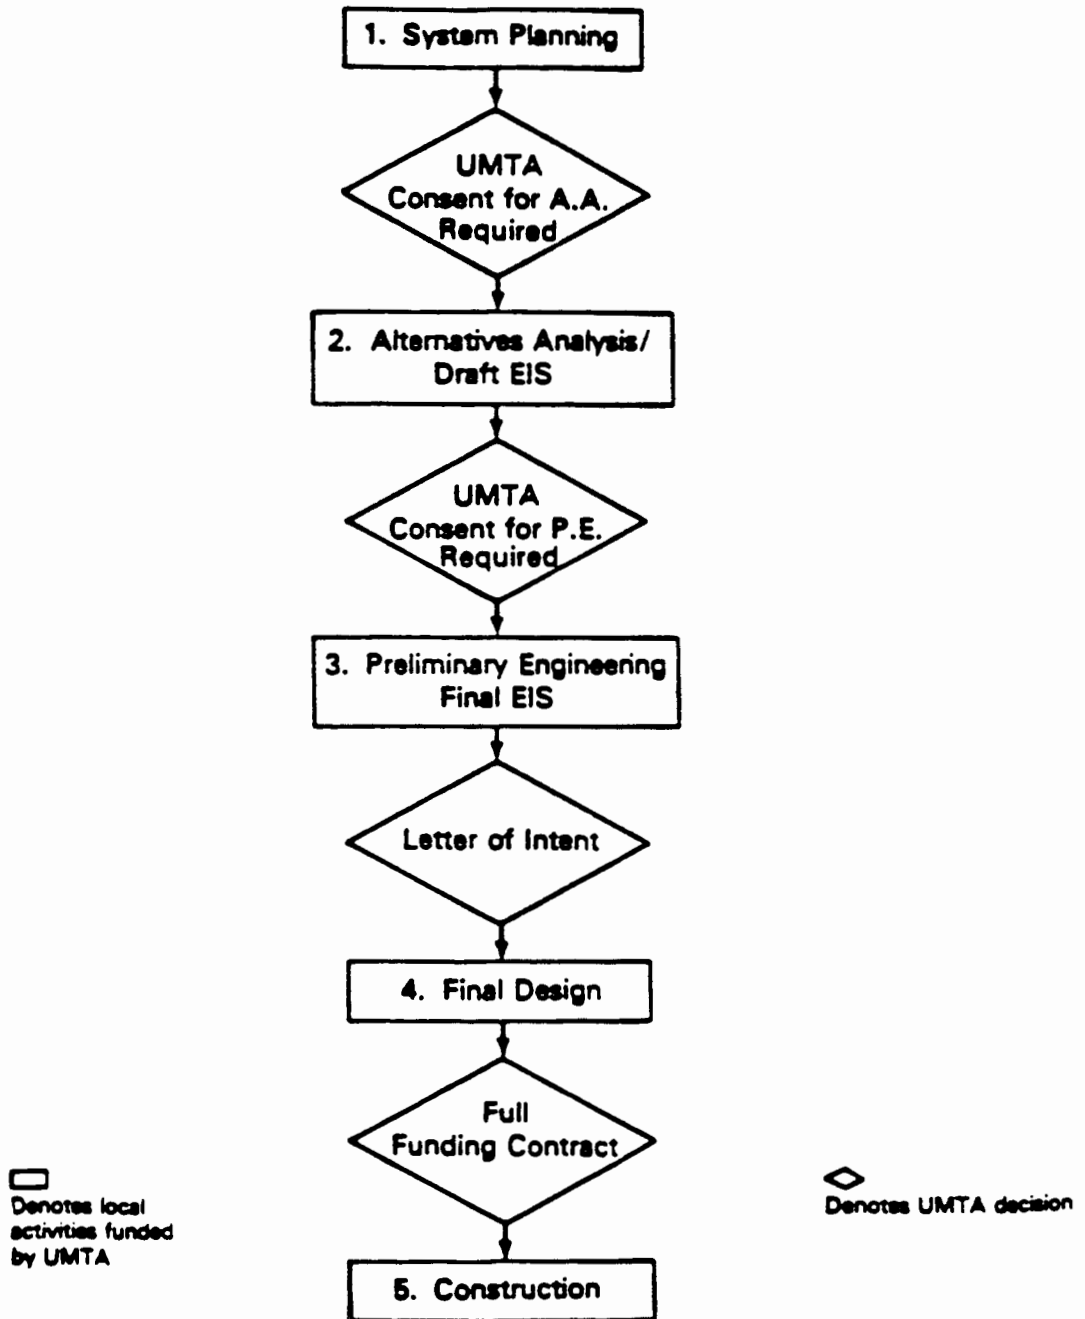 1. System Planning
UMTA
Consent for A.A.
Required
2. Alternatives Analysis/
Draft EIS
UMTA
Consent for P.E.
Required
3. Preliminary Engineering
Final EIS
Letter of Intent
4. Final Design
Full
Funding Contract
Denotes local
activities funded
by UMTA
Denotes UMTA decision
5. Construction